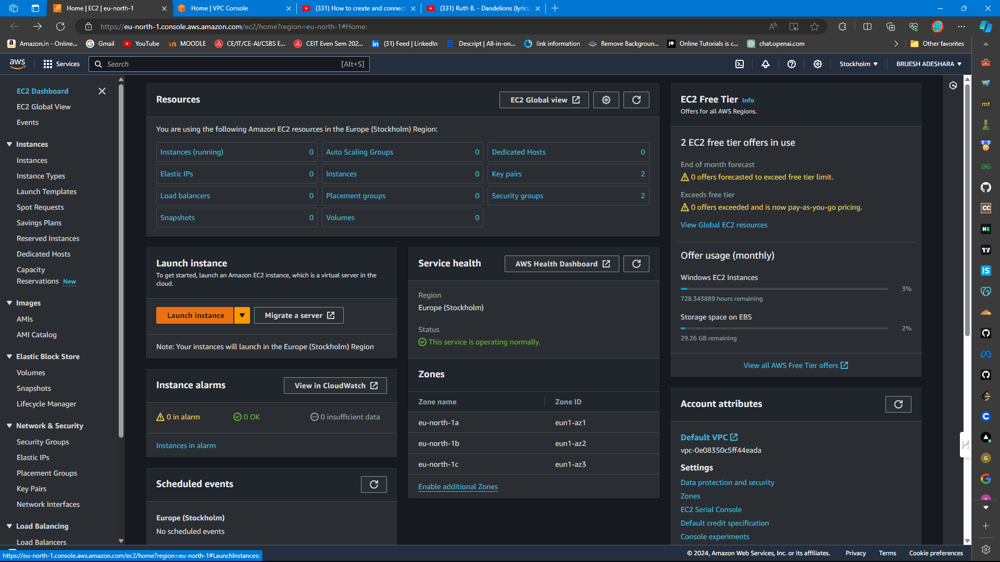 Home | EC2 | eu-north-1
Home | VPC Console
(331) How to create and connect
(331) Ruth B. - Dandelions (lyrics
https://eu-north-1.console.aws.amazon.com/ec2/home?region=eu-north-1#Home:
Amazon.in - Online...
Gmail
YouTube
MOODLE
CE/IT/CE-AI/CSBS E...
CEIT Even Sem 202...
(31) Feed | LinkedIn
Descript | All-in-on...
link information
Remove Backgroun...
Online Tutorials is c...
chat.openai.com
Other favorites
aws
Services
Search
[Alt+S]
Stockholm
BRIJESH ADESHARA
EC2 Dashboard
EC2 Global View
Events
Instances
Instances
Instance Types
Launch Templates
Spot Requests
Savings Plans
Reserved Instances
Dedicated Hosts
Capacity
Reservations New
Images
AMIs
AMI Catalog
Elastic Block Store
Volumes
Snapshots
Lifecycle Manager
Network & Security
Security Groups
Elastic IPs
Placement Groups
Key Pairs
Network Interfaces
Load Balancing
Load Balancers
Resources
EC2 Global view
You are using the following Amazon EC2 resources in the Europe (Stockholm) Region:
Instances (running) 0
Auto Scaling Groups 0
Dedicated Hosts 0
Elastic IPs 0
Instances 0
Key pairs 2
Load balancers 0
Placement groups 0
Security groups 2
Snapshots 0
Volumes 0
Launch instance
To get started, launch an Amazon EC2 instance, which is a virtual server in the
cloud.
Launch instance
Migrate a server
Note: Your instances will launch in the Europe (Stockholm) Region
Instance alarms
View in CloudWatch
0 in alarm
0 OK
0 insufficient data
Instances in alarm
Scheduled events
Europe (Stockholm)
No scheduled events
Service health
AWS Health Dashboard
Region
Europe (Stockholm)
Status
This service is operating normally.
Zones
Zone name Zone ID
eu-north-1a eun1-az1
eu-north-1b eun1-az2
eu-north-1c eun1-az3
Enable additional Zones
EC2 Free Tier Info
Offers for all AWS Regions.
2 EC2 free tier offers in use
End of month forecast
0 offers forecasted to exceed free tier limit.
Exceeds free tier
0 offers exceeded and is now pay-as-you-go pricing.
View Global EC2 resources
Offer usage (monthly)
Windows EC2 Instances
3%
728.343889 hours remaining
Storage space on EBS
2%
29.26 GB remaining
View all AWS Free Tier offers
Account attributes
Default VPC
vpc-0e08350c5ff44eada
Settings
Data protection and security
Zones
EC2 Serial Console
Default credit specification
Console experiments
mt
CC
H
IS
G
https://eu-north-1.console.aws.amazon.com/ec2/home?region=eu-north-1#LaunchInstances:
© 2024, Amazon Web Services, Inc. or its affiliates.
Privacy
Terms
Cookie preferences